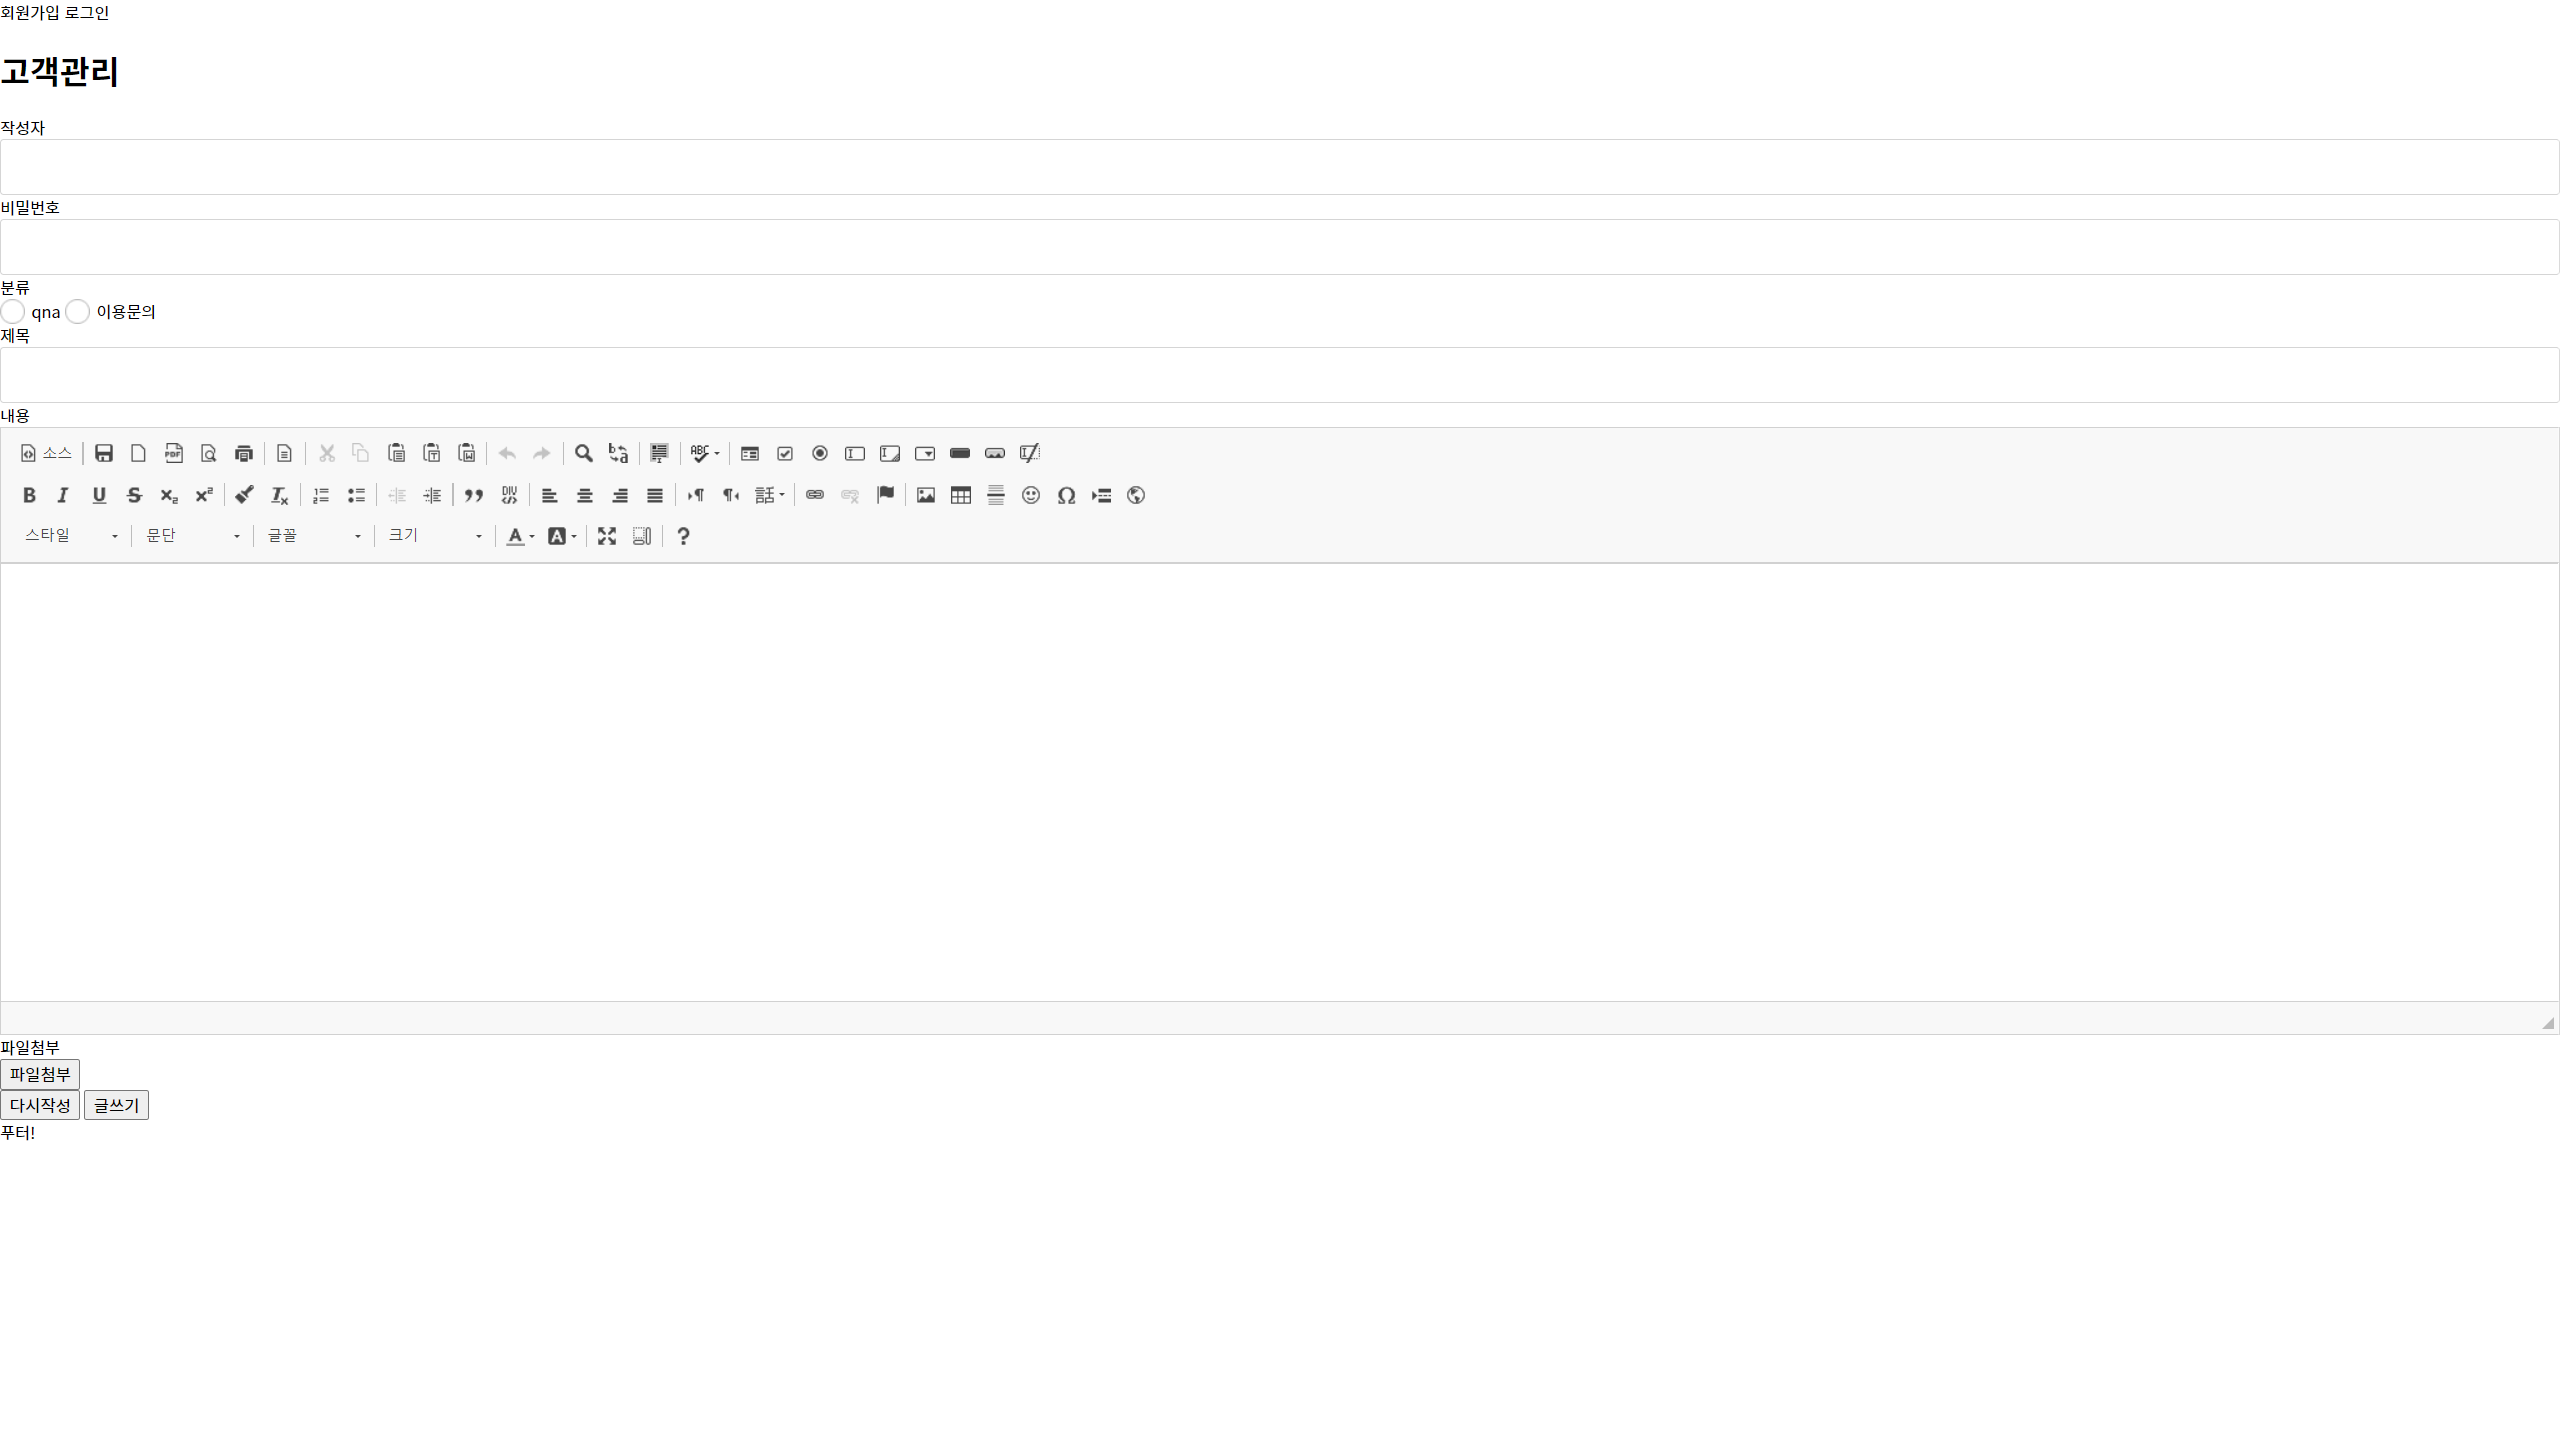 회원가입 로그인
고객관리
작성자
비밀번호
분류
qna 이용문의
제목
내용
소스
스타일 문단 글꼴 크기
파일첨부
파일첨부
다시작성 글쓰기
푸터!